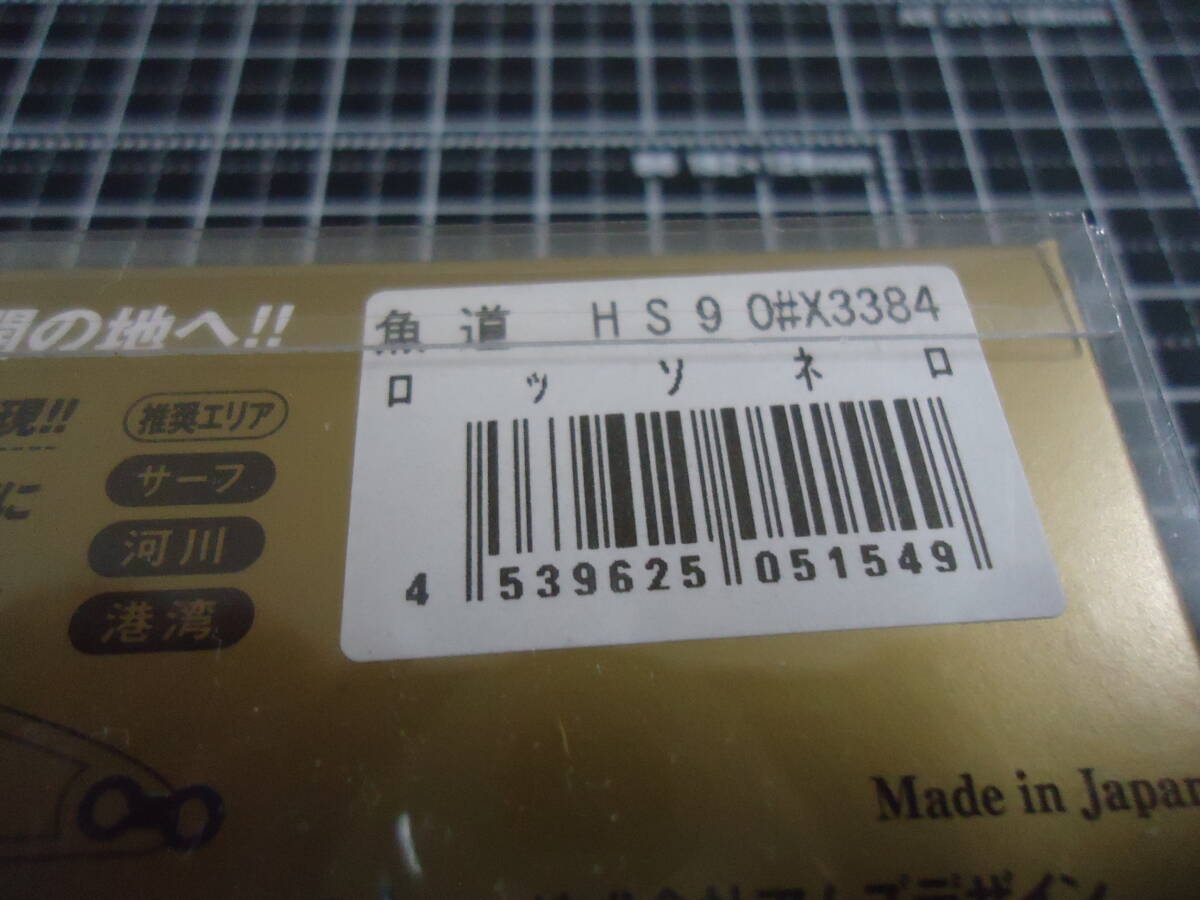 の地へ!!
魚道 HS90#X3384
ロッソネロ
4 539625 051549
現!!
に
推奨エリア
サーフ
河川
港湾
Made in Japan